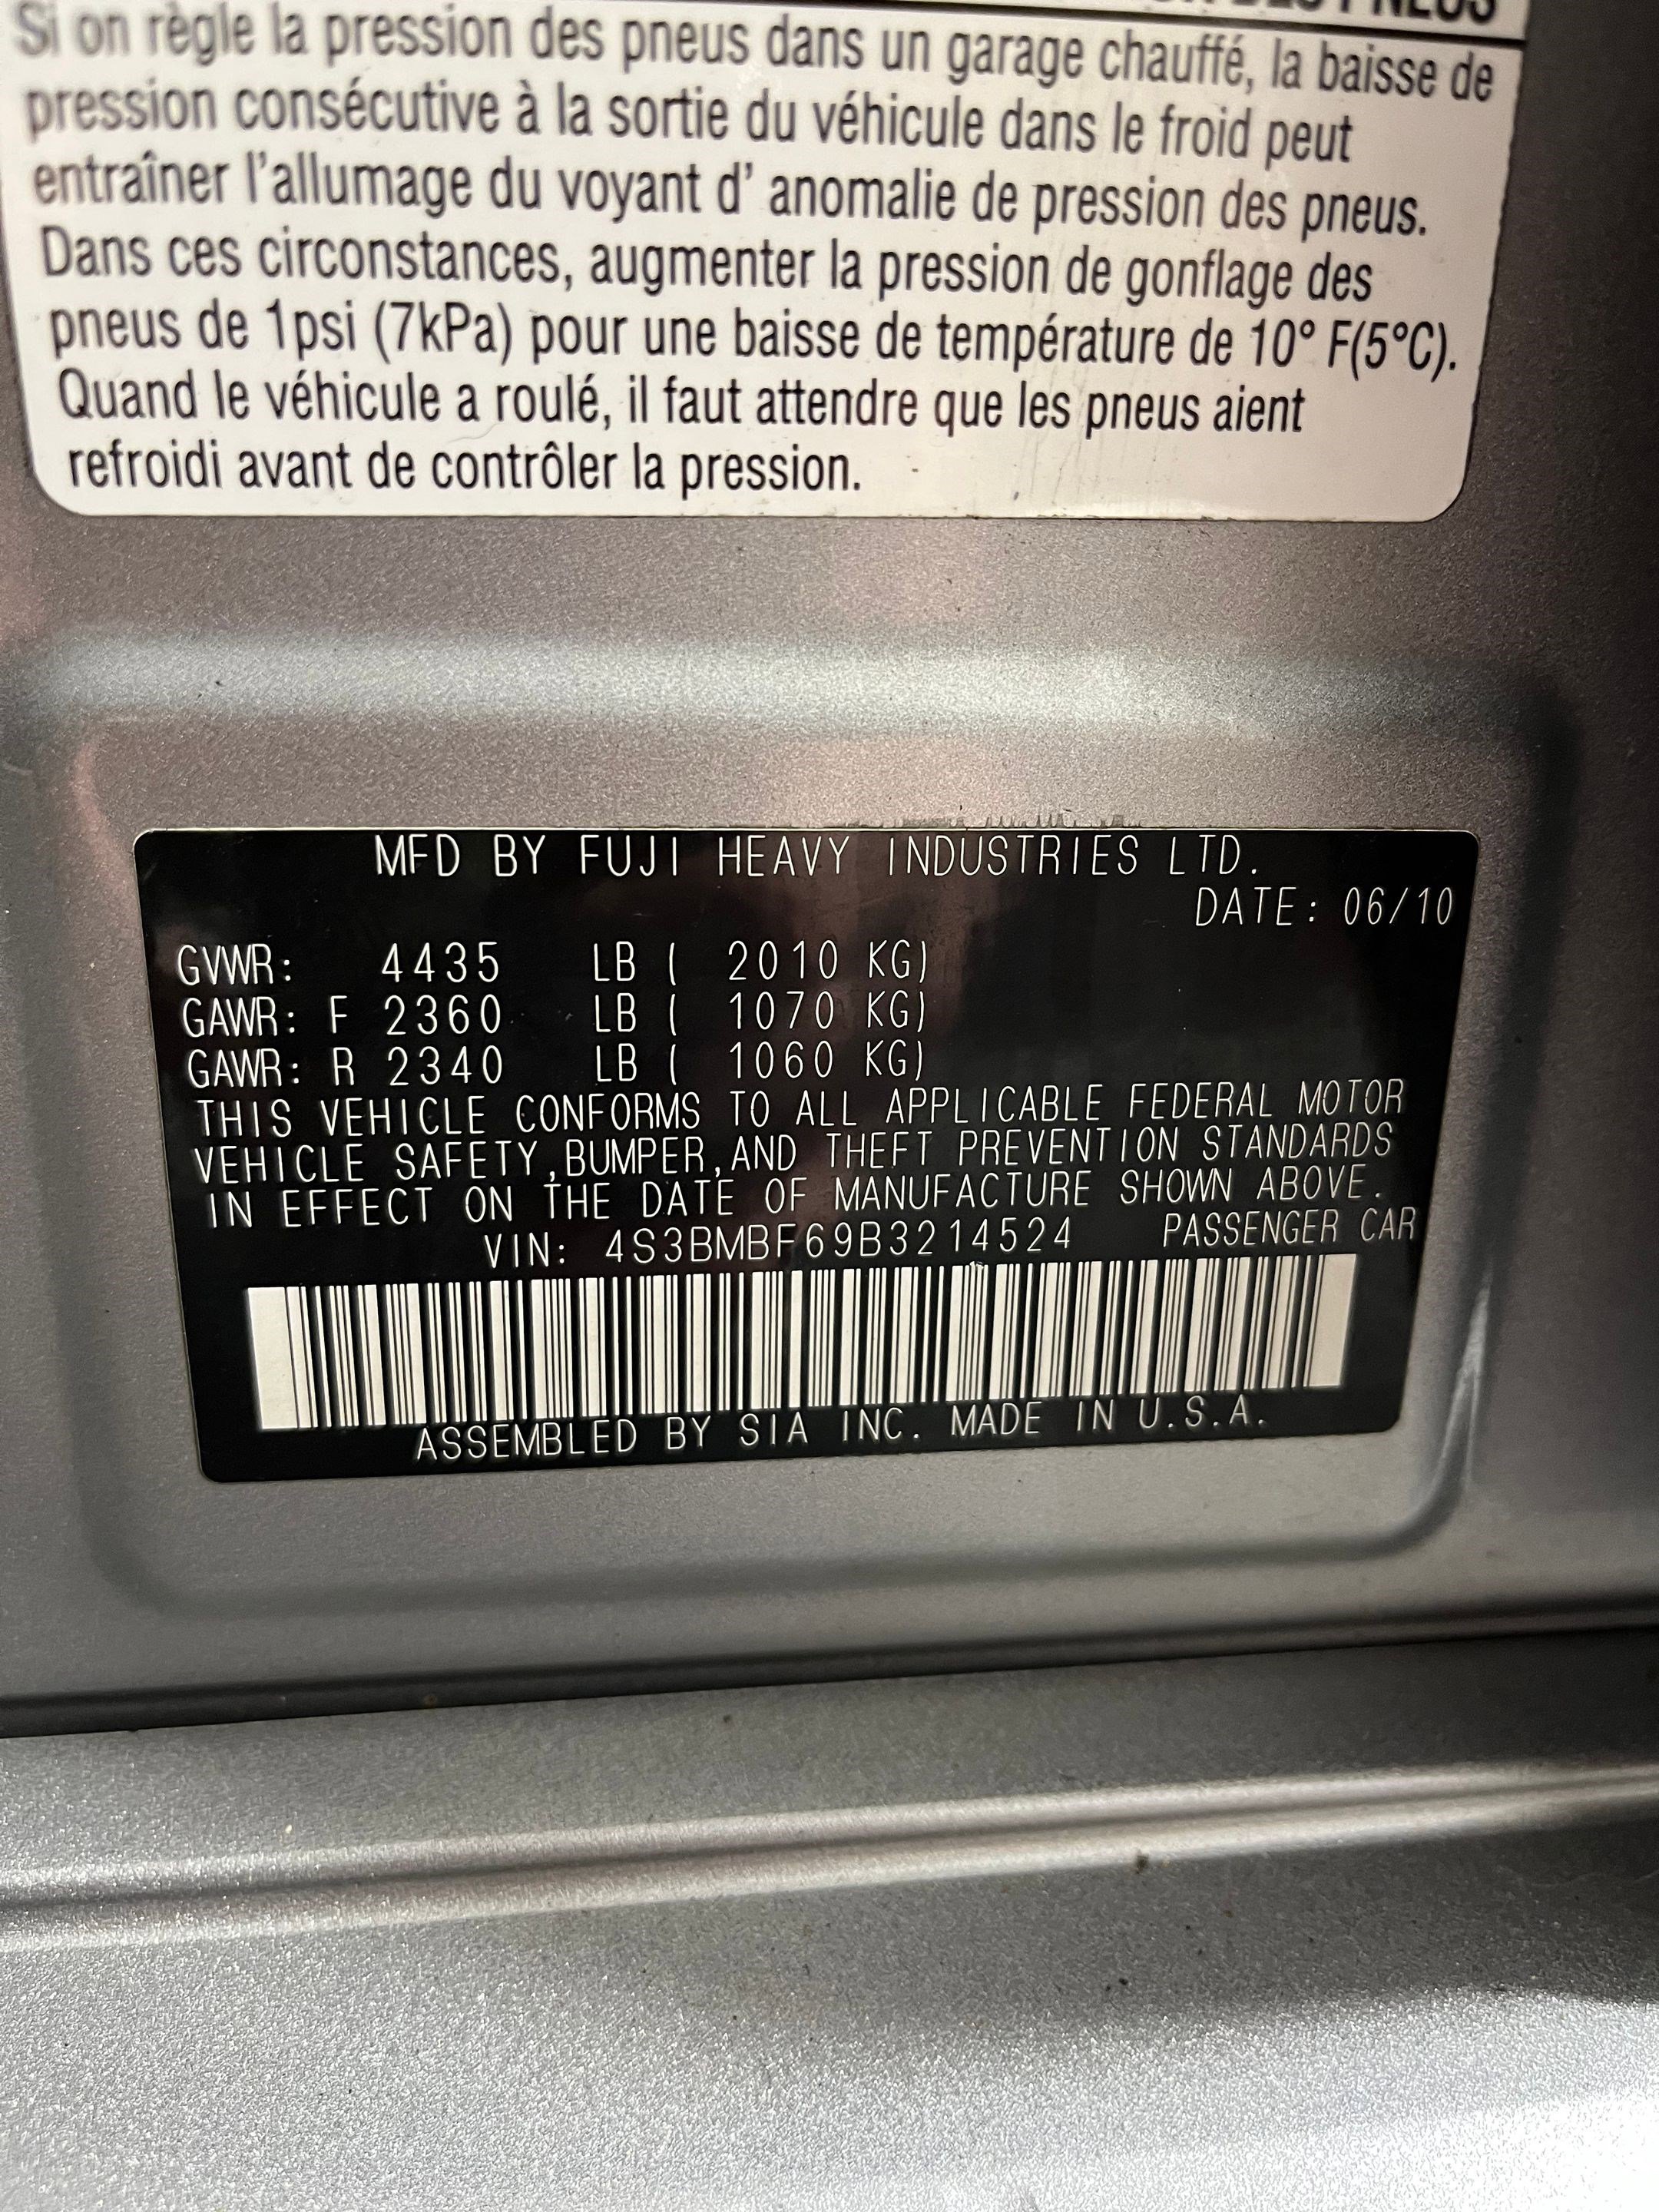 DES PNEUS
Si on règle la pression des pneus dans un garage chauffé, la baisse de
pression consécutive à la sortie du véhicule dans le froid peut
entraîner l'allumage du voyant d' anomalie de pression des pneus.
Dans ces circonstances, augmenter la pression de gonflage des
pneus de 1psi (7kPa) pour une baisse de température de 10° F(5°C).
Quand le véhicule a roulé, il faut attendre que les pneus aient
refroidi avant de contrôler la pression.
MFD BY FUJI HEAVY INDUSTRIES LTD.
DATE: 06/10
GVWR: 4435 LB ( 2010 KG)
GAWR: F 2360 LB ( 1070 KG)
GAWR: R 2340 LB ( 1060 KG)
THIS VEHICLE CONFORMS TO ALL APPLICABLE FEDERAL MOTOR
VEHICLE SAFETY,BUMPER,AND THEFT PREVENTION STANDARDS
IN EFFECT ON THE DATE OF MANUFACTURE SHOWN ABOVE.
VIN: 4S3BMBF69B3214524 PASSENGER CAR
ASSEMBLED BY SIA INC. MADE IN U.S.A.